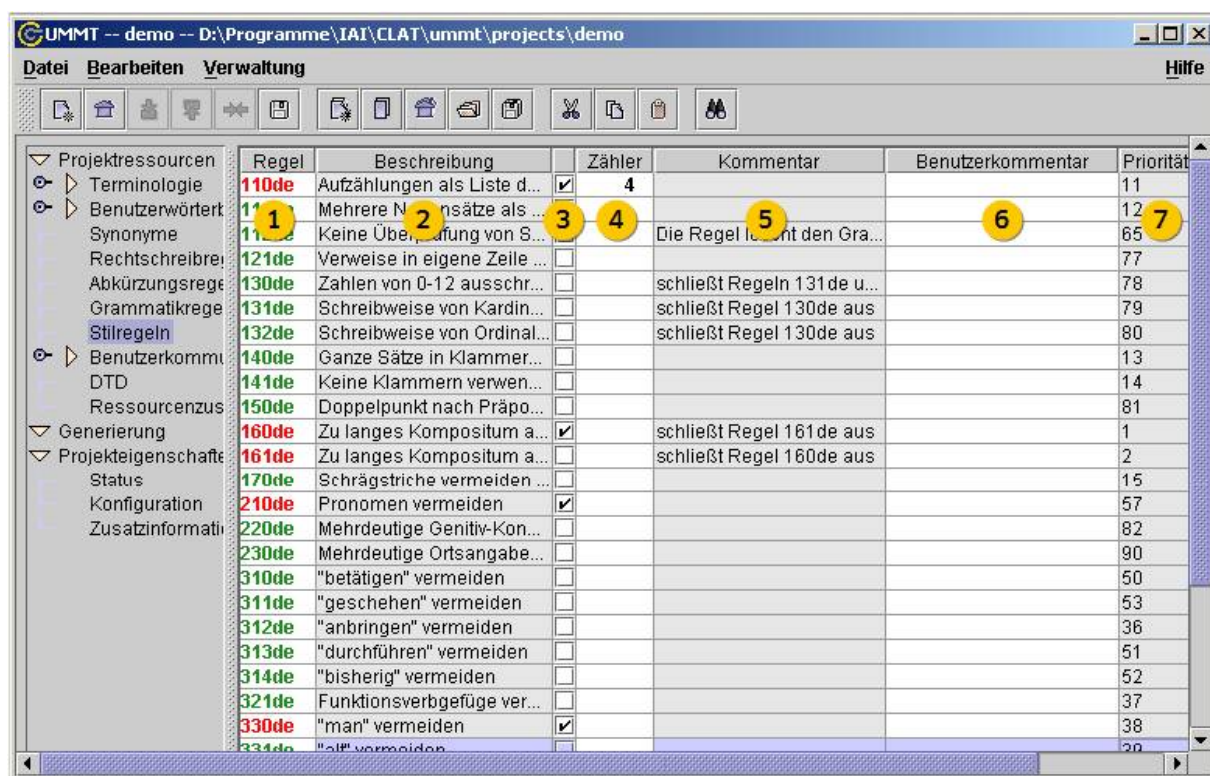 UMMT -- demo -- D:\Programme\IAI\CLAT\ummt\projects\demo
Datei Bearbeiten Verwaltung Hilfe
Projektressourcen
Terminologie
Benutzerwörterb
Synonyme
Rechtschreibre
Abkürzungsrege
Grammatikrege
Stilregeln
Benutzerkommu
DTD
Ressourcenzus
Generierung
Projekteigenschafte
Status
Konfiguration
Zusatzinformati
Regel Beschreibung Zähler Kommentar Benutzerkommentar Priorität
110de Aufzählungen als Liste d... 4 11
Mehrere ... als ... 12
1 2 3 4 5 6 7
Keine ... von S... Die Regel ... den Gra... 65
121de Verweise in eigene Zeile ... 77
130de Zahlen von 0-12 ausschr... schließt Regeln 131de u... 78
131de Schreibweise von Kardin... schließt Regel 130de aus 79
132de Schreibweise von Ordinal... schließt Regel 130de aus 80
140de Ganze Sätze in Klammer... 13
141de Keine Klammern verwen... 14
150de Doppelpunkt nach Präpo... 81
160de Zu langes Kompositum a... schließt Regel 161de aus 1
161de Zu langes Kompositum a... schließt Regel 160de aus 2
170de Schrägstriche vermeiden ... 15
210de Pronomen vermeiden 57
220de Mehrdeutige Genitiv-Kon... 82
230de Mehrdeutige Ortsangabe... 90
310de "betätigen" vermeiden 50
311de "geschehen" vermeiden 53
312de "anbringen" vermeiden 36
313de "durchführen" vermeiden 51
314de "bisherig" vermeiden 52
321de Funktionsverbgefüge ver... 37
330de "man" vermeiden 38
331de vermeiden 39